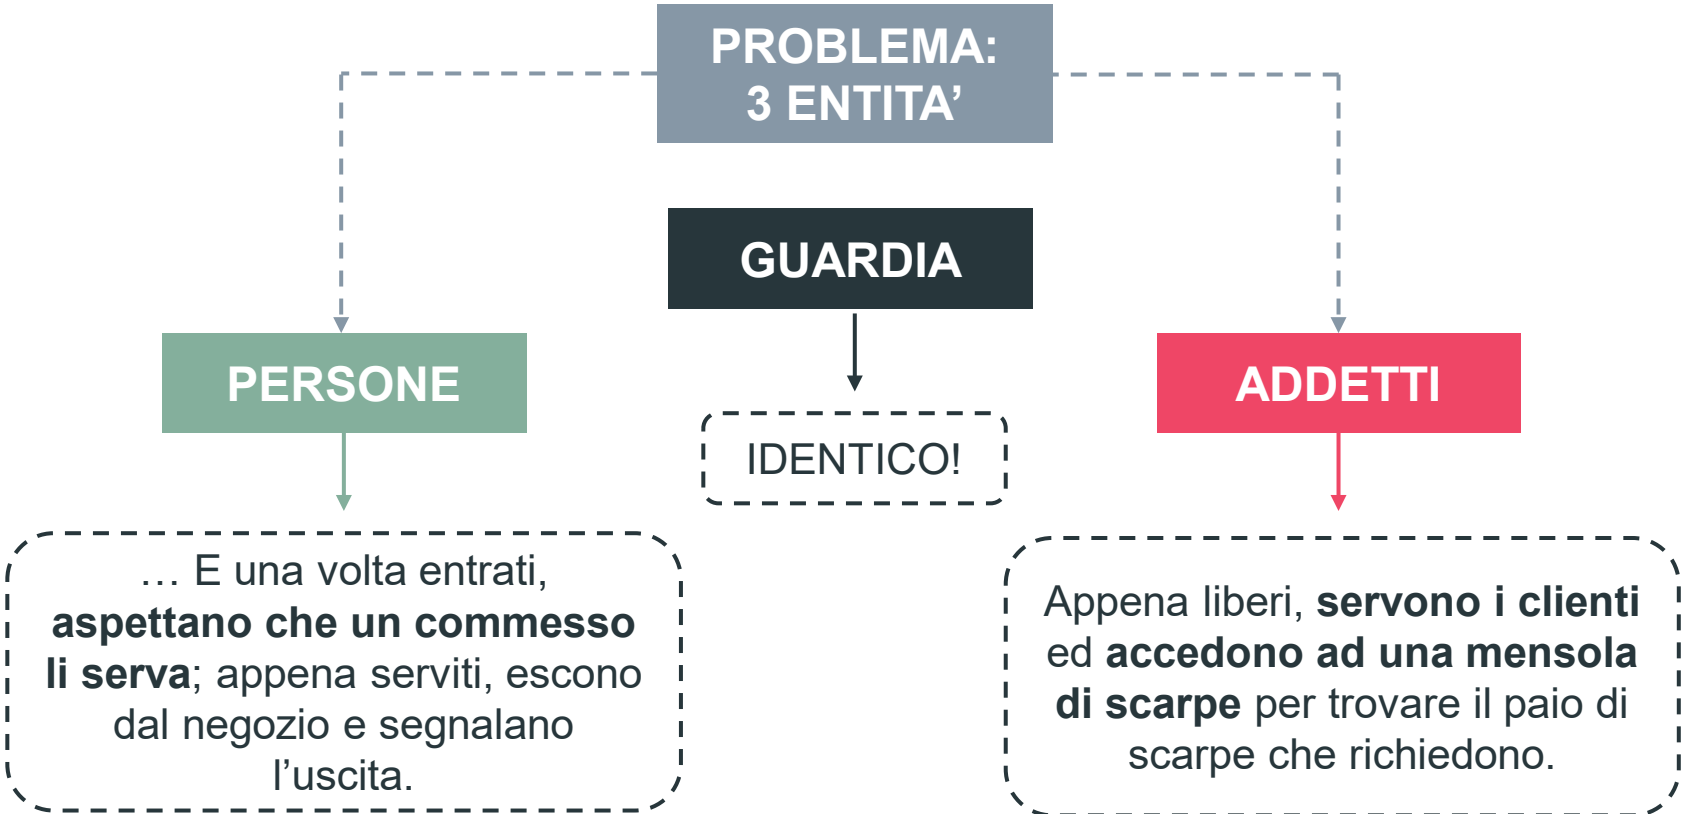 PROBLEMA:
3 ENTITA’
GUARDIA
IDENTICO!
PERSONE
… E una volta entrati,
aspettano che un commesso
li serva; appena serviti, escono
dal negozio e segnalano
l’uscita.
ADDETTI
Appena liberi, servono i clienti
ed accedono ad una mensola
di scarpe per trovare il paio di
scarpe che richiedono.